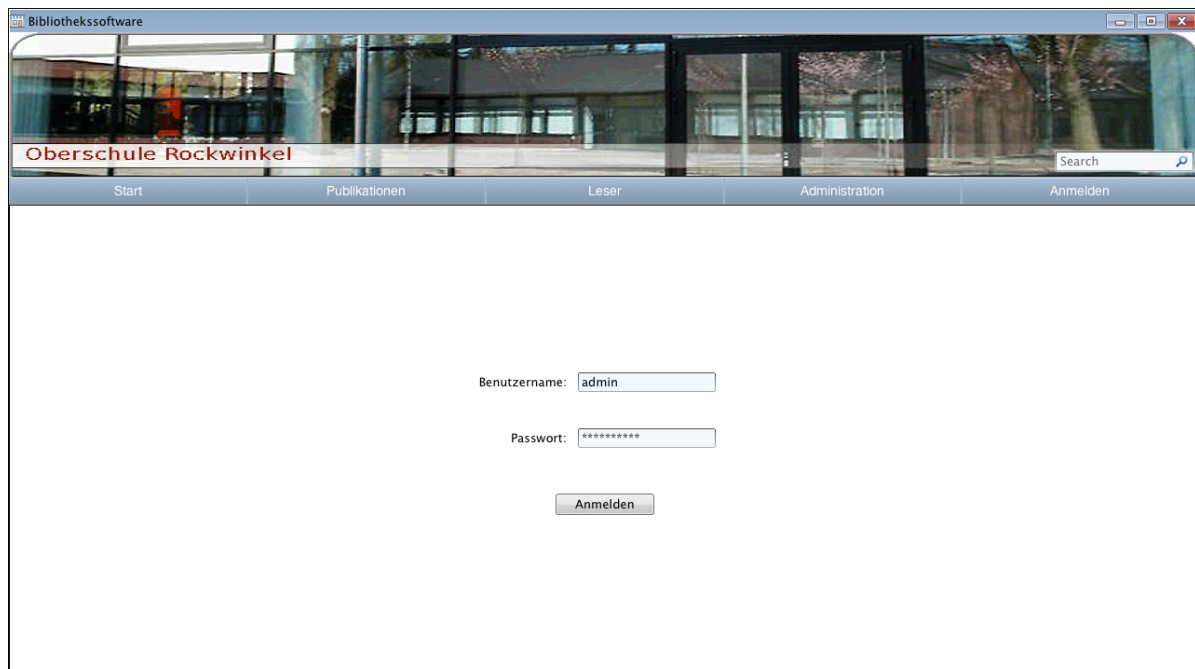 Bibliothekssoftware
Oberschule Rockwinkel
Search
Start Publikationen Leser Administration Anmelden
Benutzername: admin
Passwort: **********
Anmelden